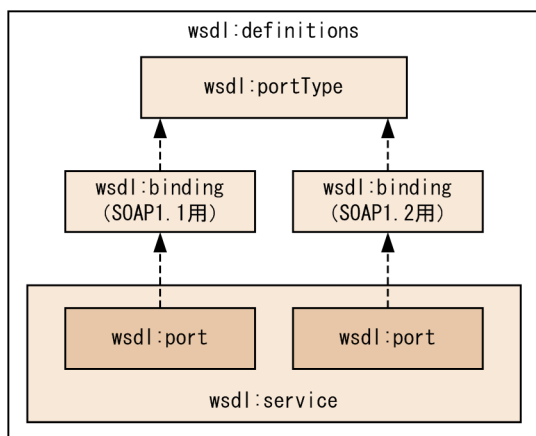 wsdl:definitions
wsdl:portType
wsdl:binding
(SOAP1.1用)
wsdl:binding
(SOAP1.2用)
wsdl:port
wsdl:port
wsdl:service